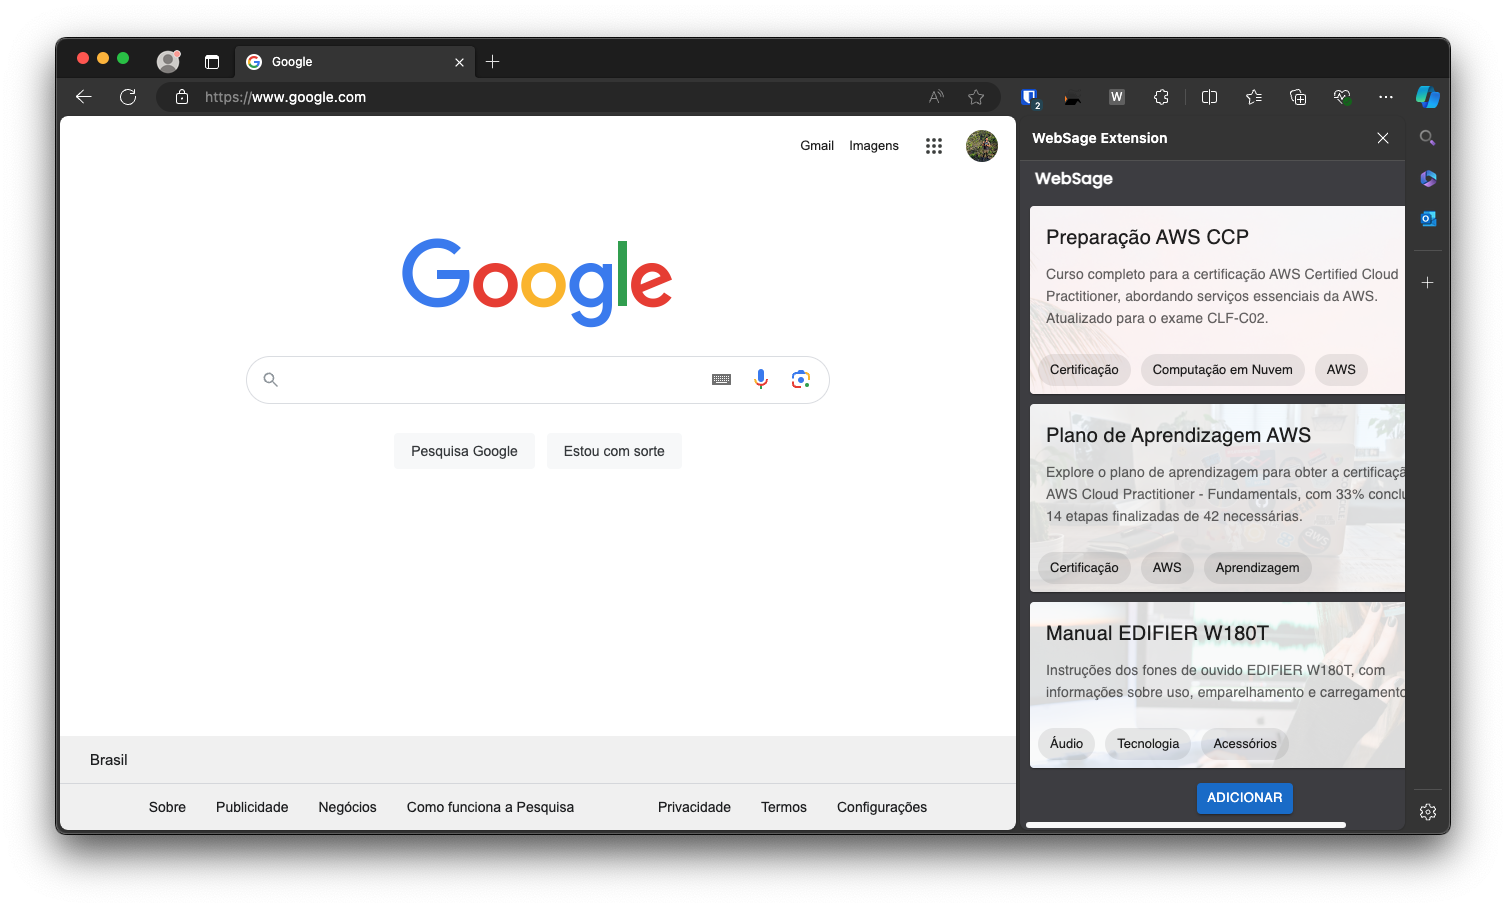 Google
https://www.google.com
W
2
WebSage Extension
Gmail
Imagens
WebSage
Google
Preparação AWS CCP
Curso completo para a certificação AWS Certified Cloud
Practitioner, abordando serviços essenciais da AWS.
Atualizado para o exame CLF-C02.
Certificação
Computação em Nuvem
AWS
Pesquisa Google
Estou com sorte
Plano de Aprendizagem AWS
Explore o plano de aprendizagem para obter a certificaçã
AWS Cloud Practitioner - Fundamentals, com 33% conclu
14 etapas finalizadas de 42 necessárias.
aws
Certificação
AWS
Aprendizagem
Manual EDIFIER W180T
Instruções dos fones de ouvido EDIFIER W180T, com
informações sobre uso, emparelhamento e carregamento
Áudio
Tecnologia
Acessórios
ADICIONAR
Brasil
Sobre
Publicidade
Negócios
Como funciona a Pesquisa
Privacidade
Termos
Configurações